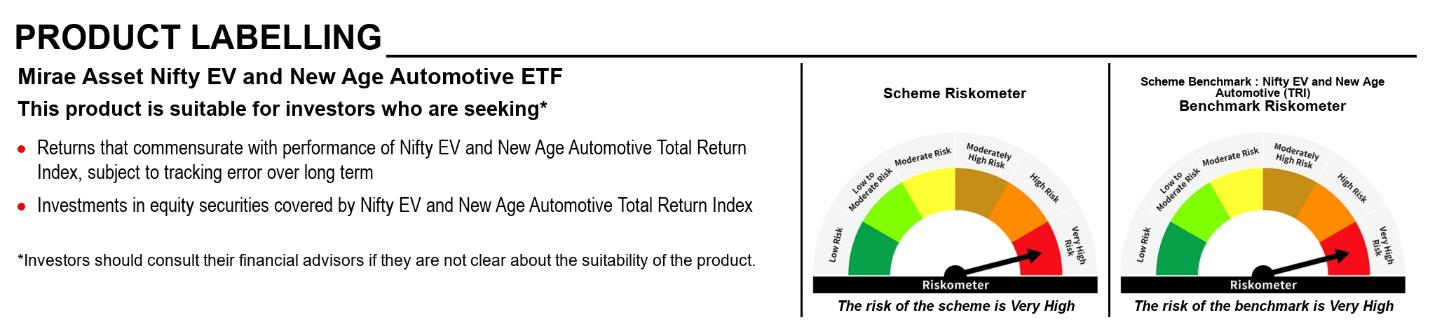 PRODUCT LABELLING
Mirae Asset Nifty EV and New Age Automotive ETF
This product is suitable for investors who are seeking*
Returns that commensurate with performance of Nifty EV and New Age Automotive Total Return
Index, subject to tracking error over long term
Investments in equity securities covered by Nifty EV and New Age Automotive Total Return Index
*Investors should consult their financial advisors if they are not clear about the suitability of the product.
Scheme Riskometer
Low Risk
Low to
Moderate Risk
Moderate Risk
Moderately
High Risk
High Risk
Very High
Risk
Riskometer
The risk of the scheme is Very High
Scheme Benchmark : Nifty EV and New Age
Automotive (TRI)
Benchmark Riskometer
Low Risk
Low to
Moderate Risk
Moderate Risk
Moderately
High Risk
High Risk
Very High
Risk
Riskometer
The risk of the benchmark is Very High